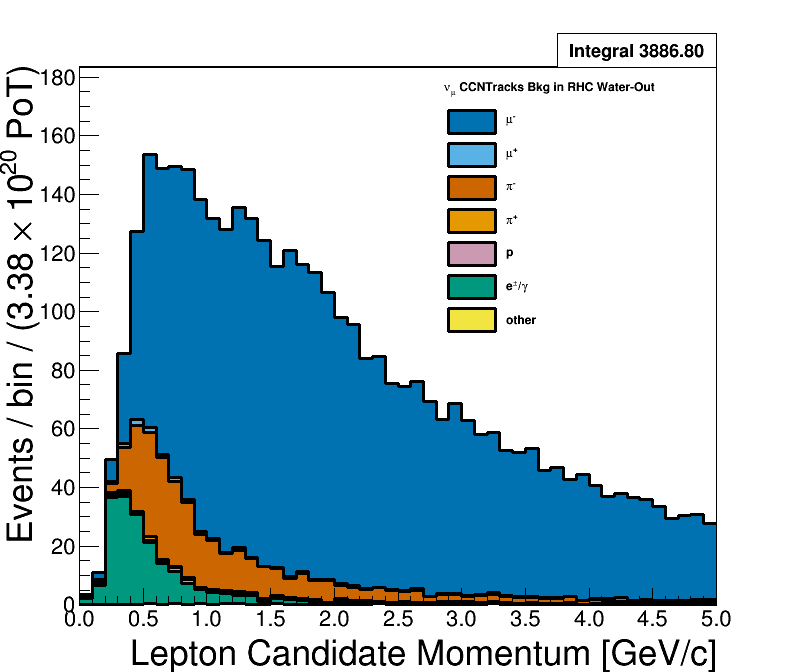 Integral 3886.80
νμ CCNTracks Bkg in RHC Water-Out
μ-
μ+
π-
π+
p
e±/γ
other
Events / bin / (3.38 × 10^20 PoT)
180
160
140
120
100
80
60
40
20
0
0.0 0.5 1.0 1.5 2.0 2.5 3.0 3.5 4.0 4.5 5.0
Lepton Candidate Momentum [GeV/c]